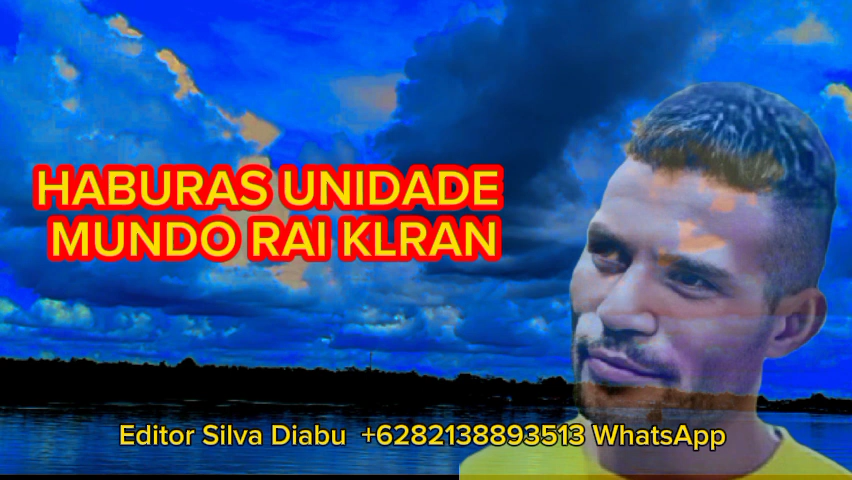 HABURAS UNIDADE
MUNDO RAI KLRAN
Editor Silva Diabu +6282138893513 WhatsApp